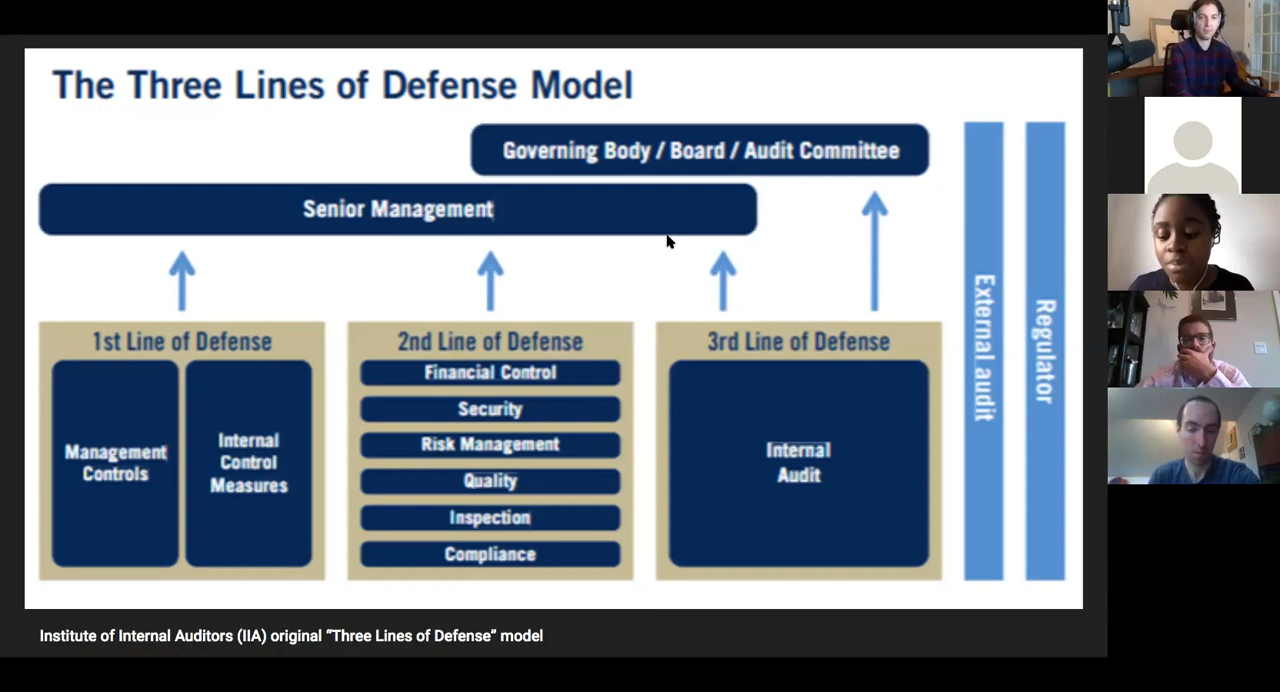 The Three Lines of Defense Model
Governing Body / Board / Audit Committee
Senior Management
1st Line of Defense
Management
Controls
Internal
Control
Measures
2nd Line of Defense
Financial Control
Security
Risk Management
Quality
Inspection
Compliance
3rd Line of Defense
Internal
Audit
External audit
Regulator
Institute of Internal Auditors (IIA) original “Three Lines of Defense” model